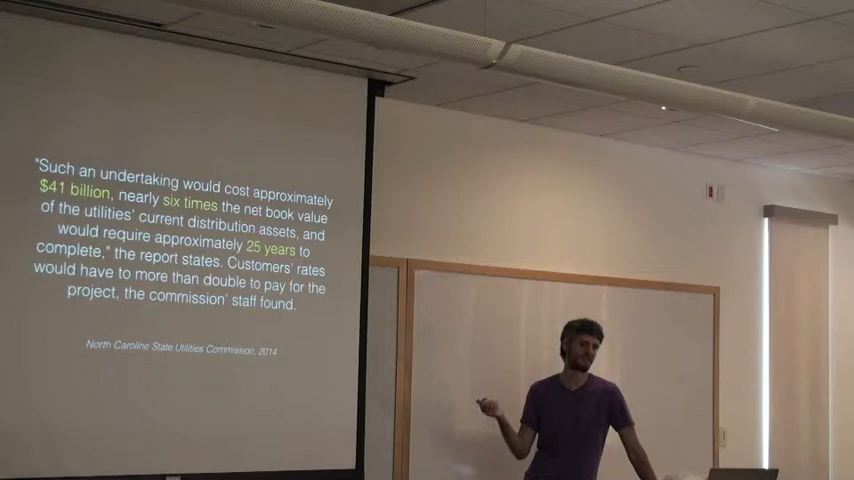 "Such an undertaking would cost approximately
$41 billion, nearly six times the net book value
of the utilities' current distribution assets, and
would require approximately 25 years to
complete," the report states. Customers' rates
would have to more than double to pay for the
project, the commission' staff found.
North Carolina State Utilities Commission, 2014